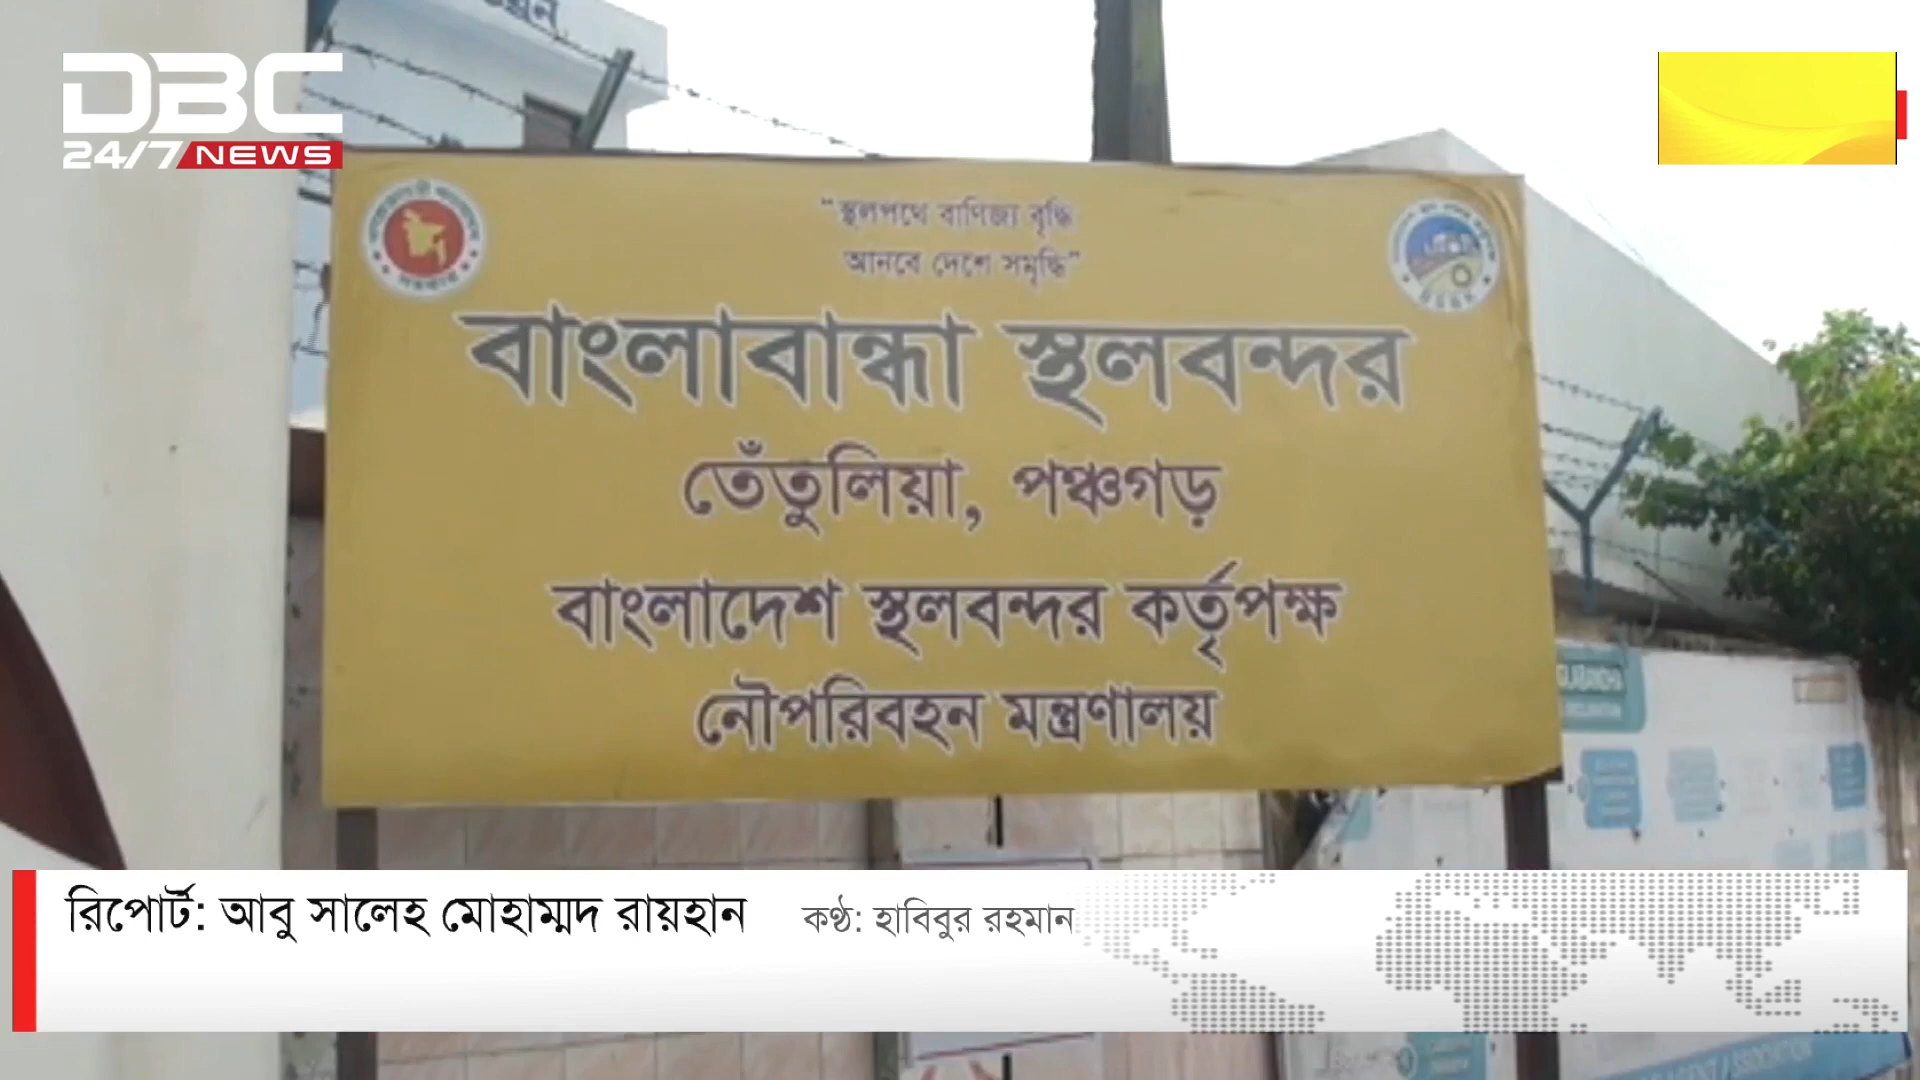 DBC
24/7 NEWS
"স্থলপথে বাণিজ্য বৃদ্ধি
আনবে দেশে সমৃদ্ধি"
বাংলাবান্ধা স্থলবন্দর
তেঁতুলিয়া, পঞ্চগড়
বাংলাদেশ স্থলবন্দর কর্তৃপক্ষ
নৌপরিবহন মন্ত্রণালয়
রিপোর্ট: আবু সালেহ মোহাম্মদ রায়হান
কণ্ঠ: হাবিবুর রহমান